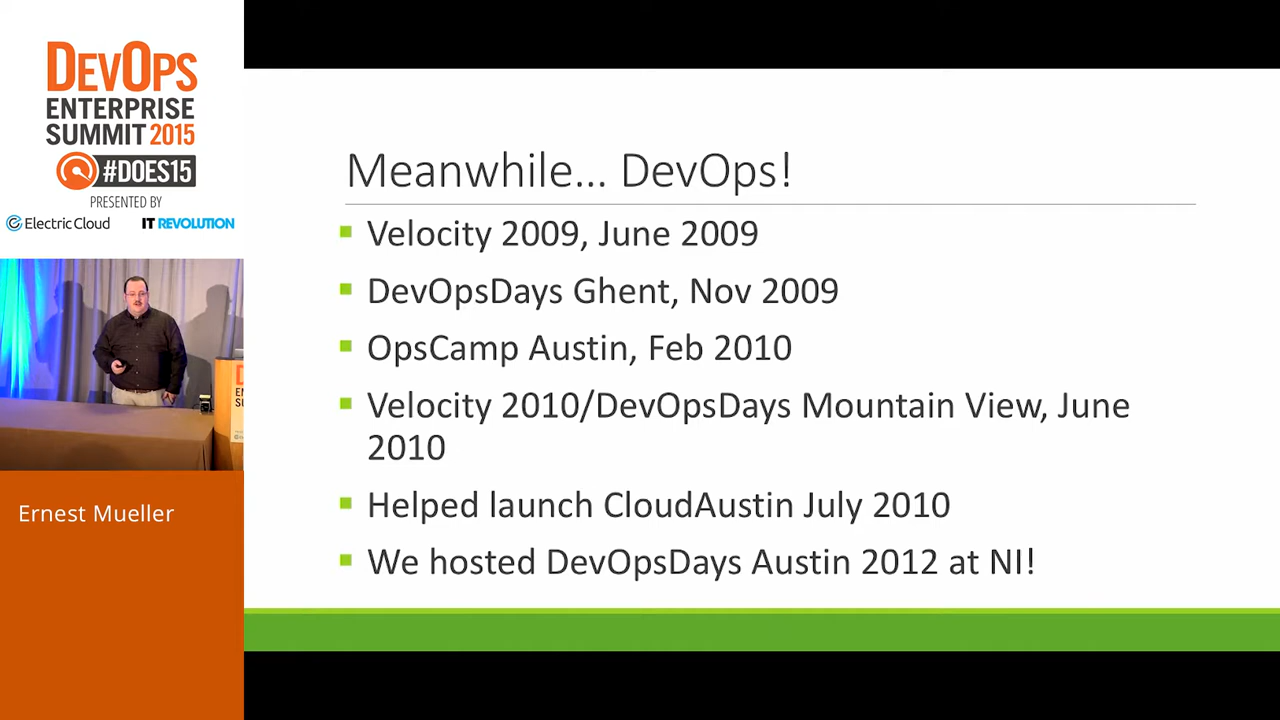 DEVOPS
ENTERPRISE
SUMMIT 2015
#DOES15
PRESENTED BY
Electric Cloud
IT REVOLUTION
Ernest Mueller
Meanwhile... DevOps!
Velocity 2009, June 2009
DevOpsDays Ghent, Nov 2009
OpsCamp Austin, Feb 2010
Velocity 2010/DevOpsDays Mountain View, June
2010
Helped launch CloudAustin July 2010
We hosted DevOpsDays Austin 2012 at NI!